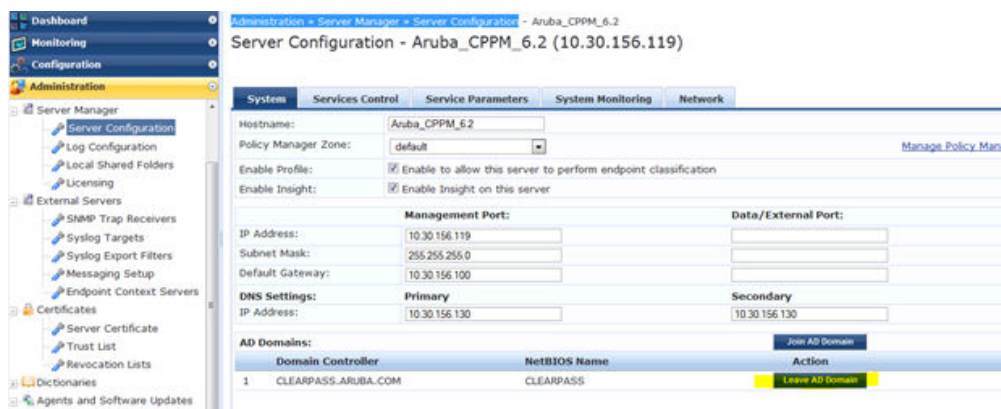 Dashboard
Monitoring
Configuration
Administration
Server Manager
Server Configuration
Log Configuration
Local Shared Folders
Licensing
External Servers
SNMP Trap Receivers
Syslog Targets
Syslog Export Filters
Messaging Setup
Endpoint Context Servers
Certificates
Server Certificate
Trust List
Revocation Lists
Dictionaries
Agents and Software Updates
Administration » Server Manager » Server Configuration - Aruba_CPPM_6.2
Server Configuration - Aruba_CPPM_6.2 (10.30.156.119)
System Services Control Service Parameters System Monitoring Network
Hostname: Aruba_CPPM_6.2
Policy Manager Zone: default Manage Policy Man
Enable Profile: Enable to allow this server to perform endpoint classification
Enable Insight: Enable Insight on this server
Management Port: Data/External Port:
IP Address: 10.30.156.119
Subnet Mask: 255.255.255.0
Default Gateway: 10.30.156.100
DNS Settings: Primary Secondary
IP Address: 10.30.156.130 10.30.156.130
AD Domains: Join AD Domain
Domain Controller NetBIOS Name Action
1 CLEARPASS.ARUBA.COM CLEARPASS Leave AD Domain